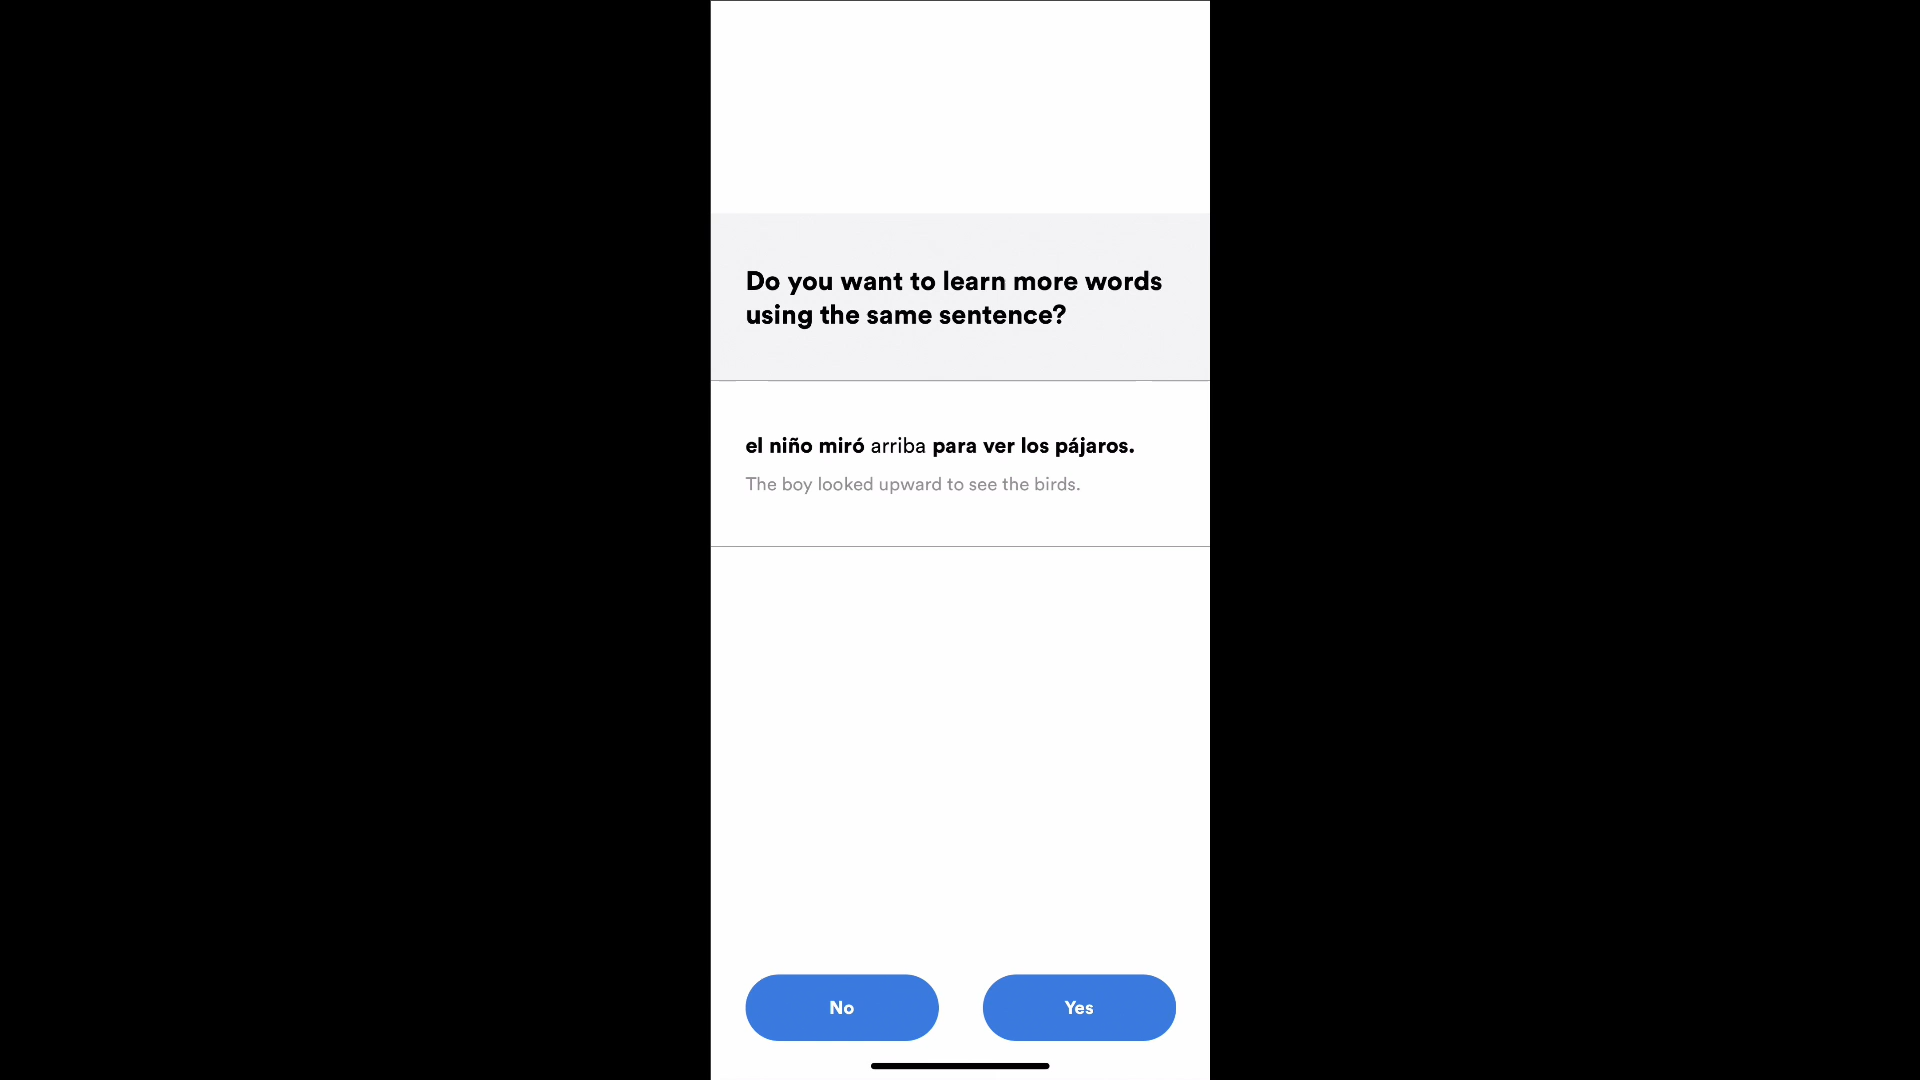 Do you want to learn more words
using the same sentence?
el niño miró arriba para ver los pájaros.
The boy looked upward to see the birds.
No
Yes